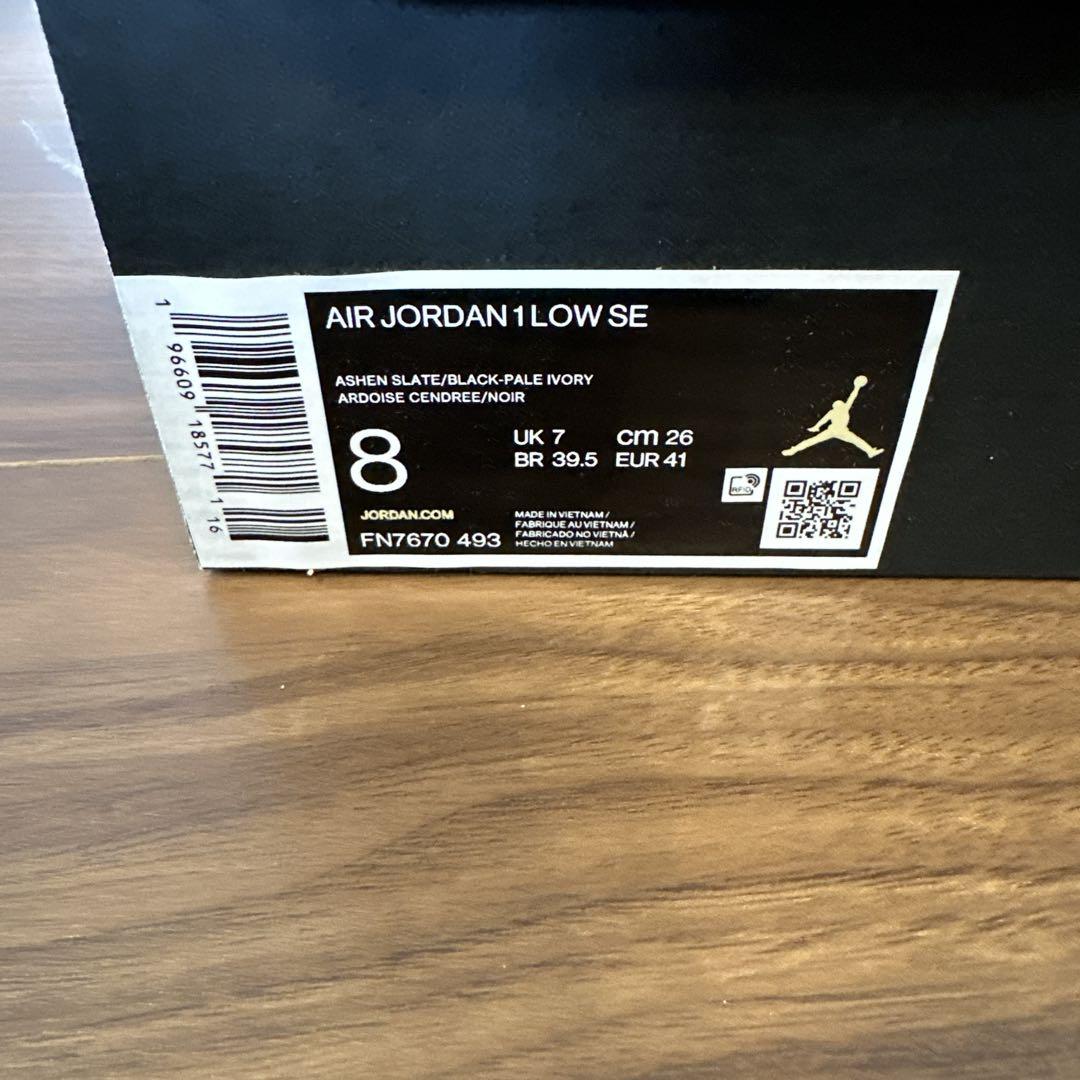 AIR JORDAN 1 LOW SE
ASHEN SLATE/BLACK-PALE IVORY
ARDOISE CENDREE/NOIR
8
UK 7 cm 26
BR 39.5 EUR 41
JORDAN.COM
FN7670 493
MADE IN VIETNAM /
FABRIQUE AU VIETNAM /
FABRICADO NO VIETNÃ /
HECHO EN VIETNAM
RFID
1 96609 18577 1 16